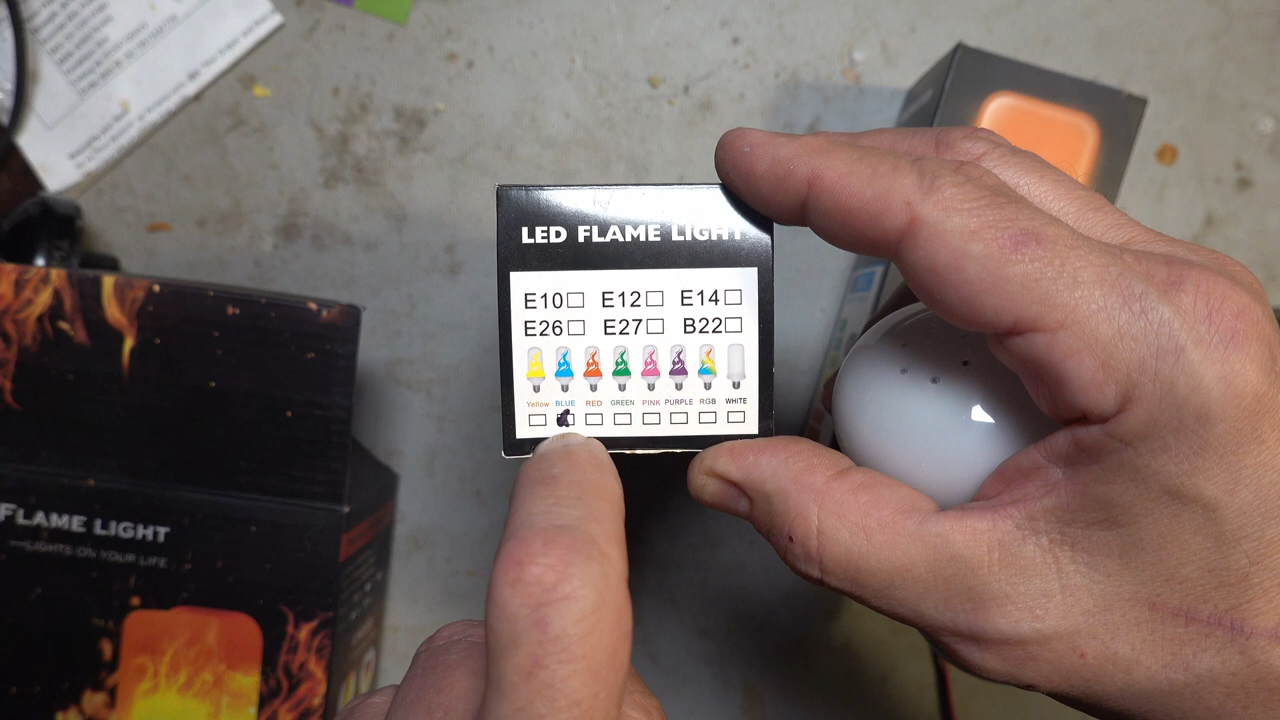 LED FLAME LIGHT
E10 E12 E14
E26 E27 B22
Yellow BLUE RED GREEN PINK PURPLE RGB WHITE
FLAME LIGHT
—LIGHTS ON YOUR LIFE